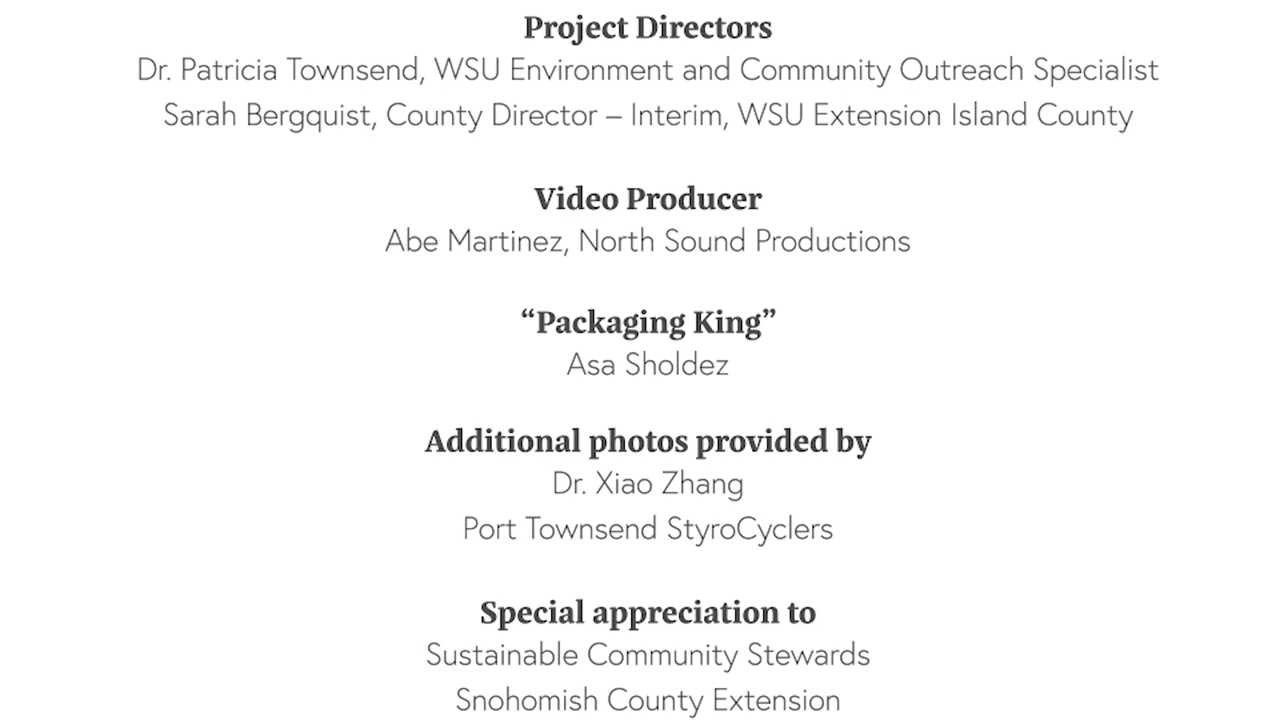 Project Directors
Dr. Patricia Townsend, WSU Environment and Community Outreach Specialist
Sarah Bergquist, County Director – Interim, WSU Extension Island County
Video Producer
Abe Martinez, North Sound Productions
“Packaging King”
Asa Sholdez
Additional photos provided by
Dr. Xiao Zhang
Port Townsend StyroCyclers
Special appreciation to
Sustainable Community Stewards
Snohomish County Extension